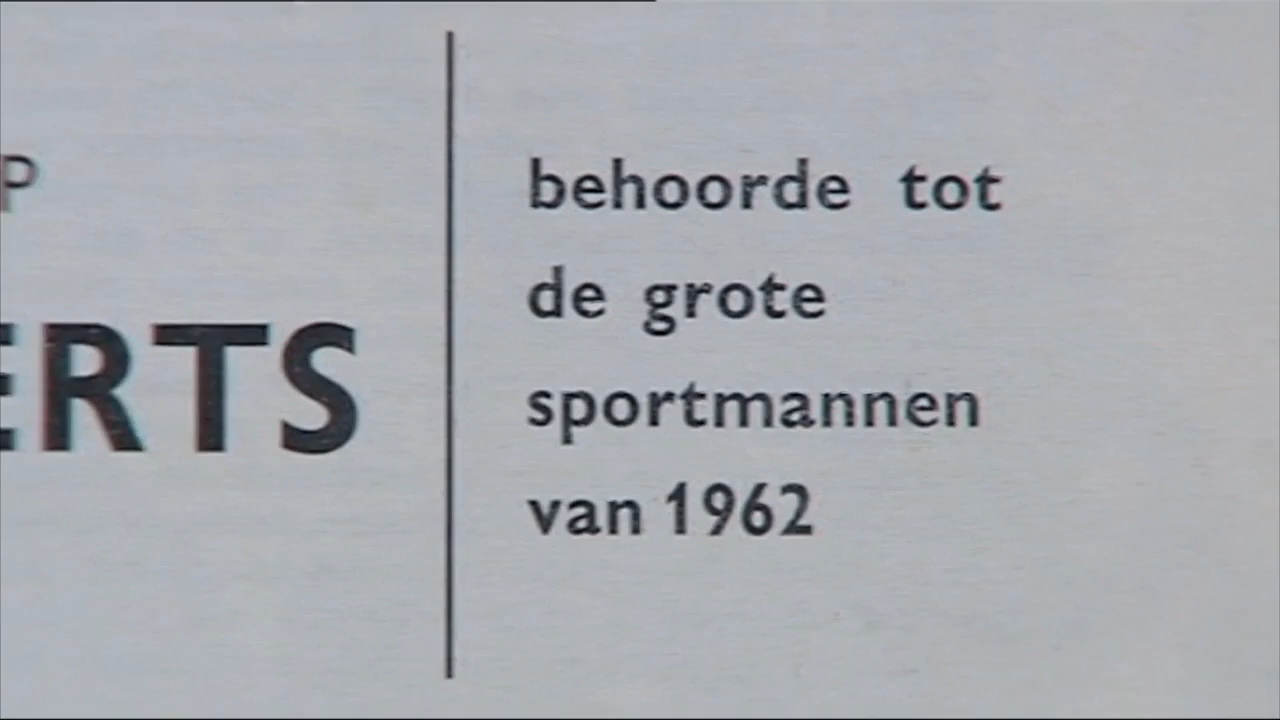 P
ERTS
behoorde tot
de grote
sportmannen
van 1962